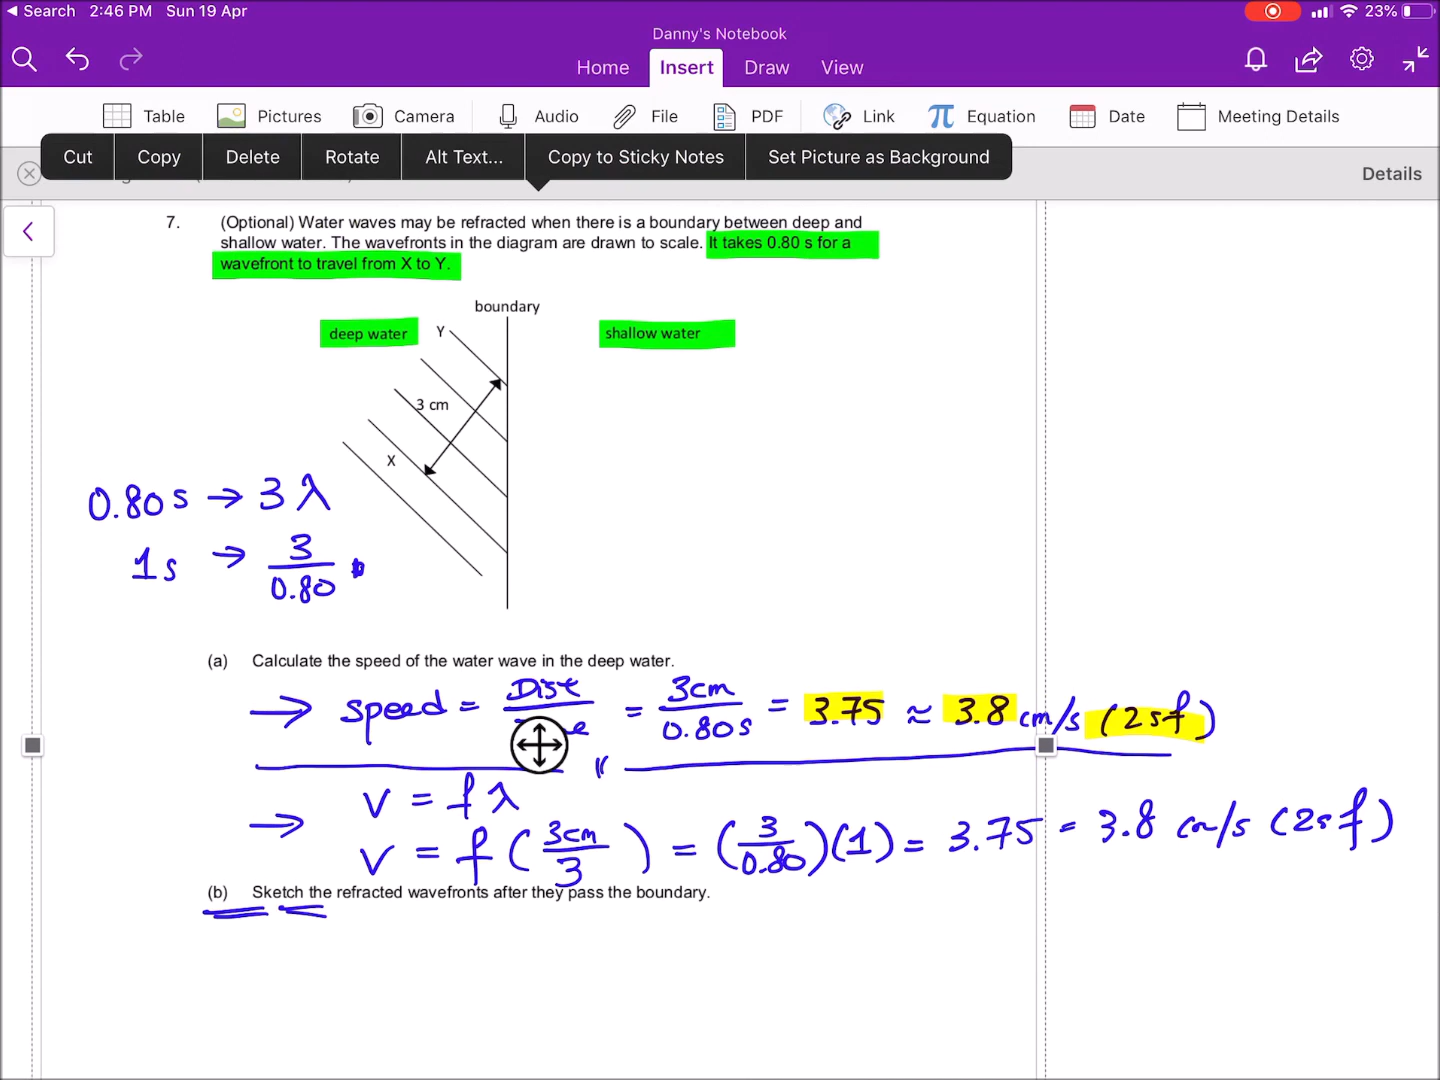 Search 2:46 PM Sun 19 Apr 23%
Danny's Notebook
Home Insert Draw View
Table Pictures Camera Audio File PDF Link Equation Date Meeting Details
Cut Copy Delete Rotate Alt Text... Copy to Sticky Notes Set Picture as Background
Details
7. (Optional) Water waves may be refracted when there is a boundary between deep and
shallow water. The wavefronts in the diagram are drawn to scale. It takes 0.80 s for a
wavefront to travel from X to Y.
boundary
deep water Y shallow water
3 cm
X
0.80s → 3 λ
1s → 3/0.80
(a) Calculate the speed of the water wave in the deep water.
→ speed = Dist/ = 3cm/0.80s = 3.75 ≈ 3.8 cm/s (2sf)
→ v = fλ
v = f (3cm/3) = (3/0.80)(1) = 3.75 = 3.8 cm/s (2sf)
(b) Sketch the refracted wavefronts after they pass the boundary.